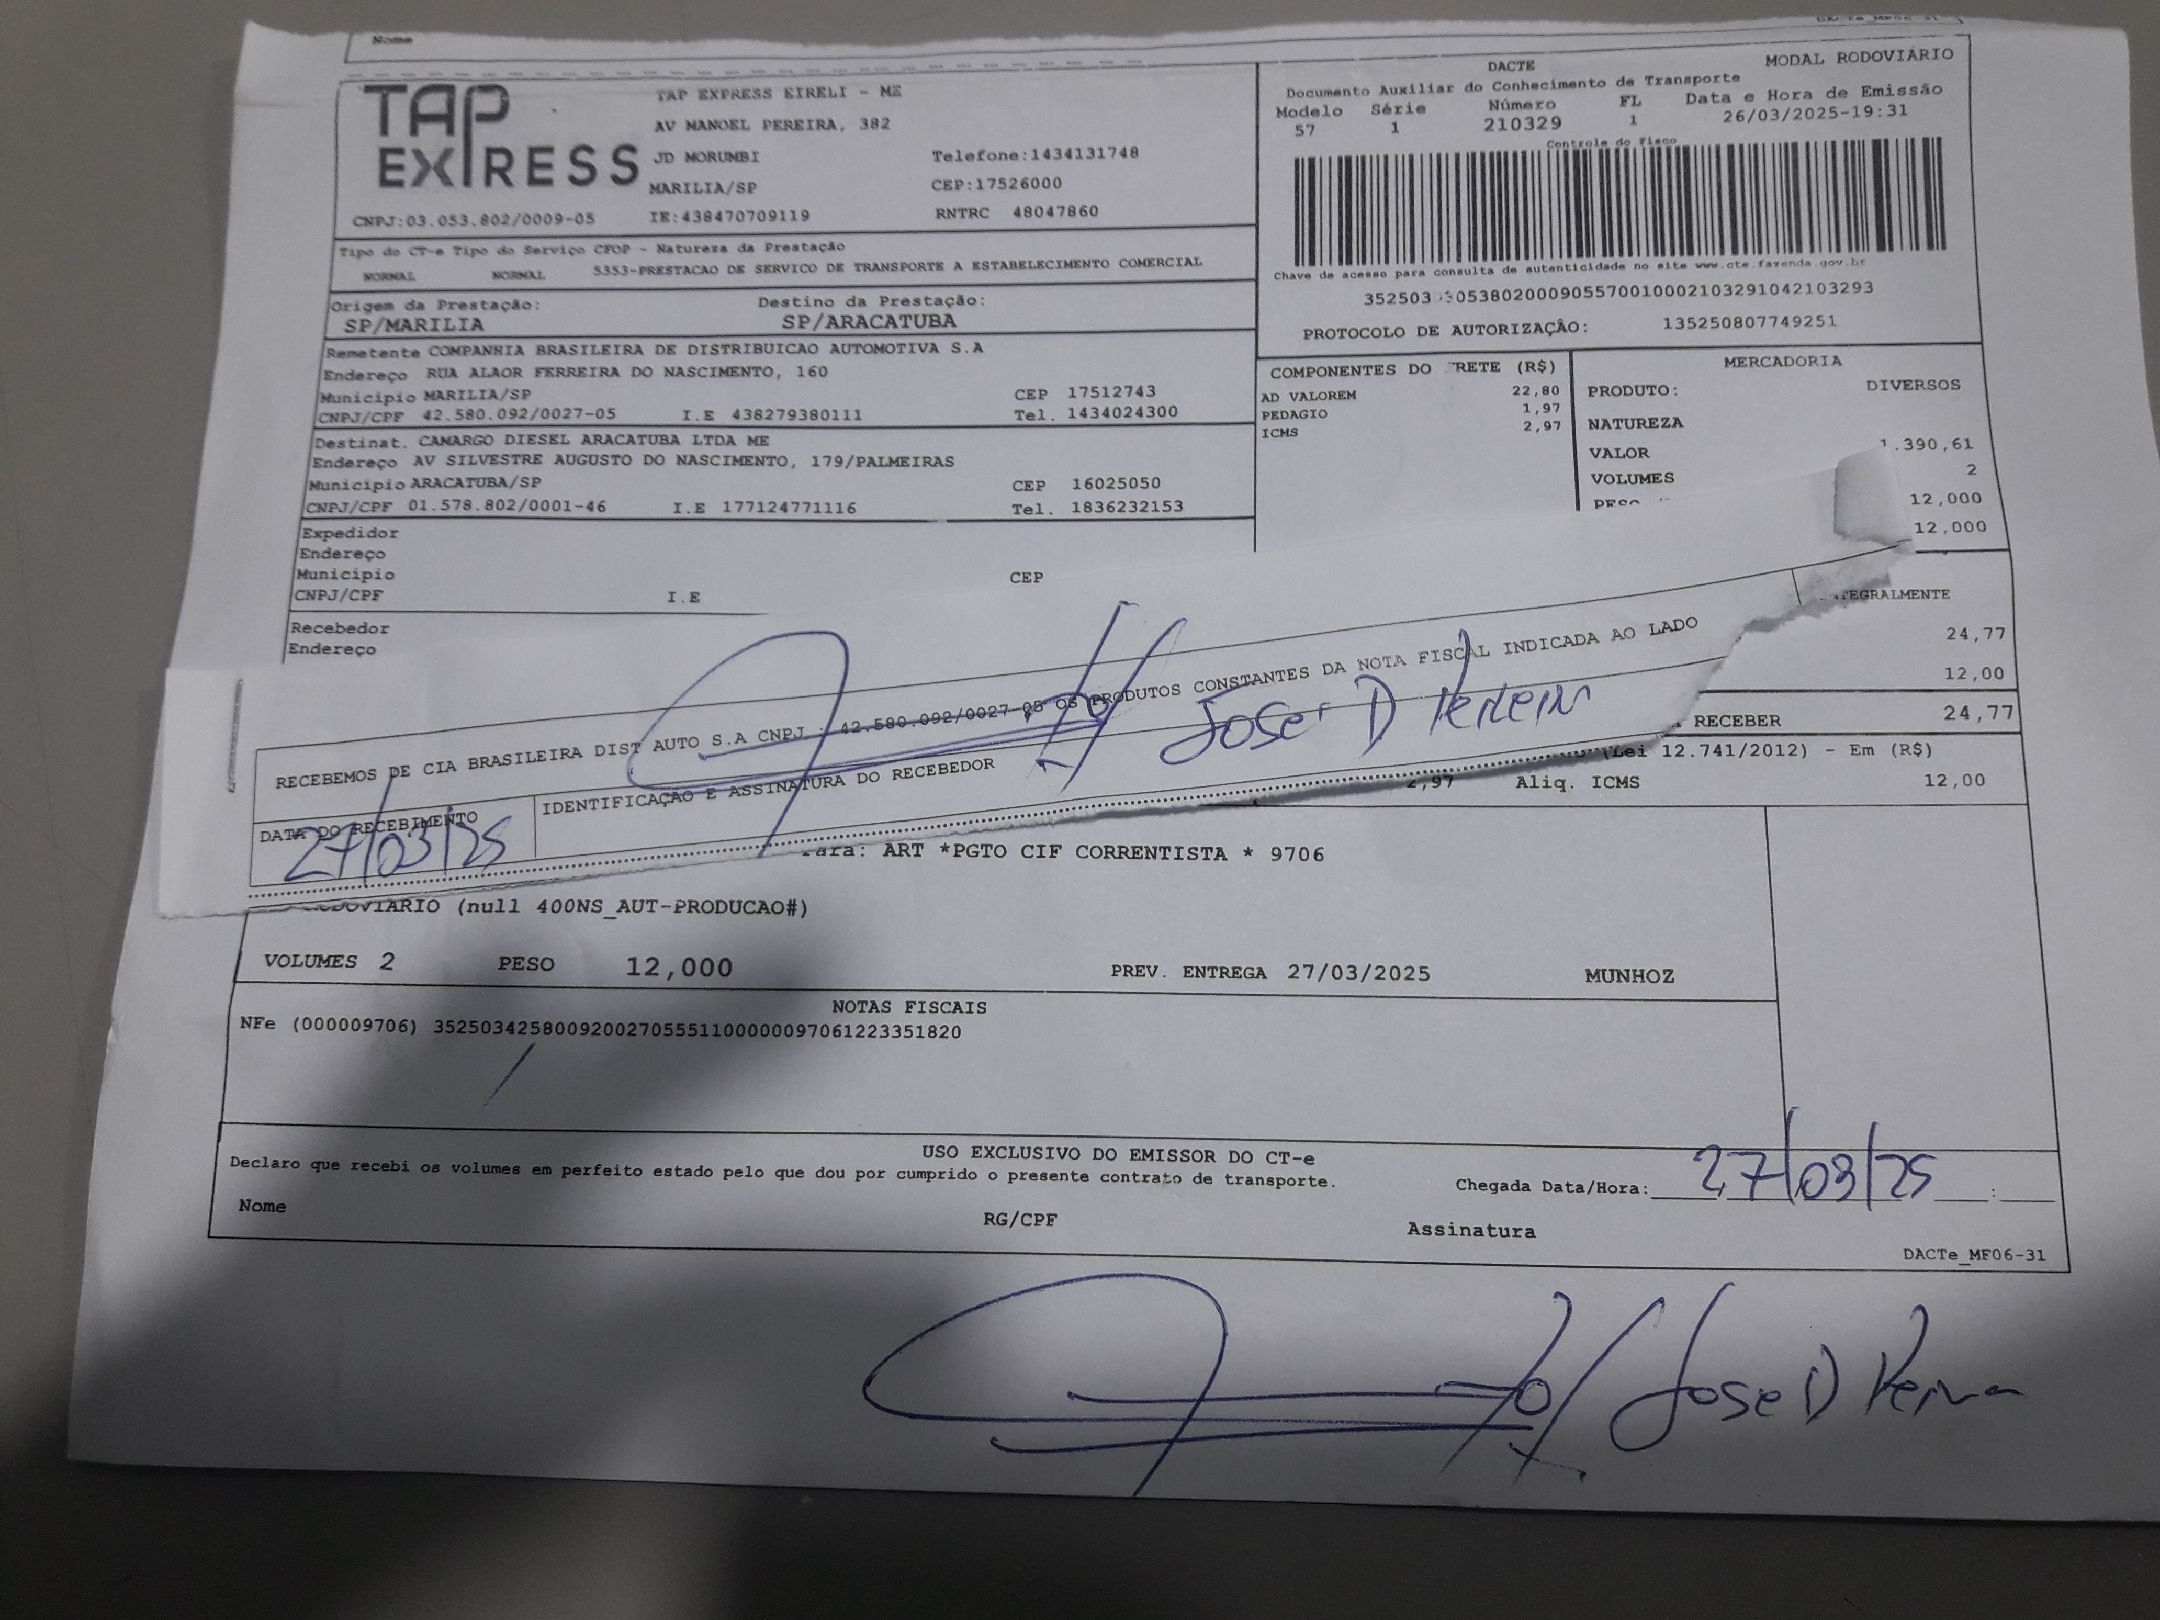 Nome
DACTe_MF06-31
TAP EXPRESS
TAP EXPRESS EIRELI - ME
AV MANOEL PEREIRA, 382
JD MORUMBI Telefone:1434131748
MARILIA/SP CEP:17526000
CNPJ:03.053.802/0009-05 IE:438470709119 RNTRC 48047860
DACTE MODAL RODOVIÁRIO
Documento Auxiliar do Conhecimento de Transporte
Modelo Série Número FL Data e Hora de Emissão
57 1 210329 1 26/03/2025-19:31
Controle do Fisco
Chave de acesso para consulta de autenticidade no site www.cte.fazenda.gov.br
352503 053802000905570010002103291042103293
PROTOCOLO DE AUTORIZAÇÃO: 135250807749251
Tipo do CT-e Tipo do Serviço CFOP - Natureza da Prestação
NORMAL NORMAL 5353-PRESTACAO DE SERVICO DE TRANSPORTE A ESTABELECIMENTO COMERCIAL
Origem da Prestação: Destino da Prestação:
SP/MARILIA SP/ARACATUBA
Remetente COMPANHIA BRASILEIRA DE DISTRIBUICAO AUTOMOTIVA S.A
Endereço RUA ALAOR FERREIRA DO NASCIMENTO, 160
Município MARILIA/SP CEP 17512743
CNPJ/CPF 42.580.092/0027-05 I.E 438279380111 Tel. 1434024300
Destinat. CAMARGO DIESEL ARACATUBA LTDA ME
Endereço AV SILVESTRE AUGUSTO DO NASCIMENTO, 179/PALMEIRAS
Município ARACATUBA/SP CEP 16025050
CNPJ/CPF 01.578.802/0001-46 I.E 177124771116 Tel. 1836232153
Expedidor
Endereço
Município CEP
CNPJ/CPF I.E
Recebedor
Endereço
COMPONENTES DO RETE (R$)
AD VALOREM 22,80
PEDAGIO 1,97
ICMS 2,97
MERCADORIA
PRODUTO: DIVERSOS
NATUREZA
VALOR 1.390,61
VOLUMES 2
PESO 12,000
12,000
TEGRALMENTE
24,77
12,00
RECEBER 24,77
(Lei 12.741/2012) - Em (R$)
2,97 Aliq. ICMS 12,00
RECEBEMOS DE CIA BRASILEIRA DIST AUTO S.A CNPJ : 42.580.092/0027-05 OS PRODUTOS CONSTANTES DA NOTA FISCAL INDICADA AO LADO
DATA DO RECEBIMENTO IDENTIFICAÇÃO E ASSINATURA DO RECEBEDOR
27/03/25 Jose D Pereira
ara: ART *PGTO CIF CORRENTISTA * 9706
RODOVIARIO (null 400NS_AUT-PRODUCAO#)
VOLUMES 2 PESO 12,000 PREV. ENTREGA 27/03/2025 MUNHOZ
NOTAS FISCAIS
NFe (000009706) 35250342580092002705551100000097061223351820
USO EXCLUSIVO DO EMISSOR DO CT-e
Declaro que recebi os volumes em perfeito estado pelo que dou por cumprido o presente contrato de transporte. Chegada Data/Hora: 27/03/25 :
Nome RG/CPF Assinatura
DACTe_MF06-31
Jose D Pereira